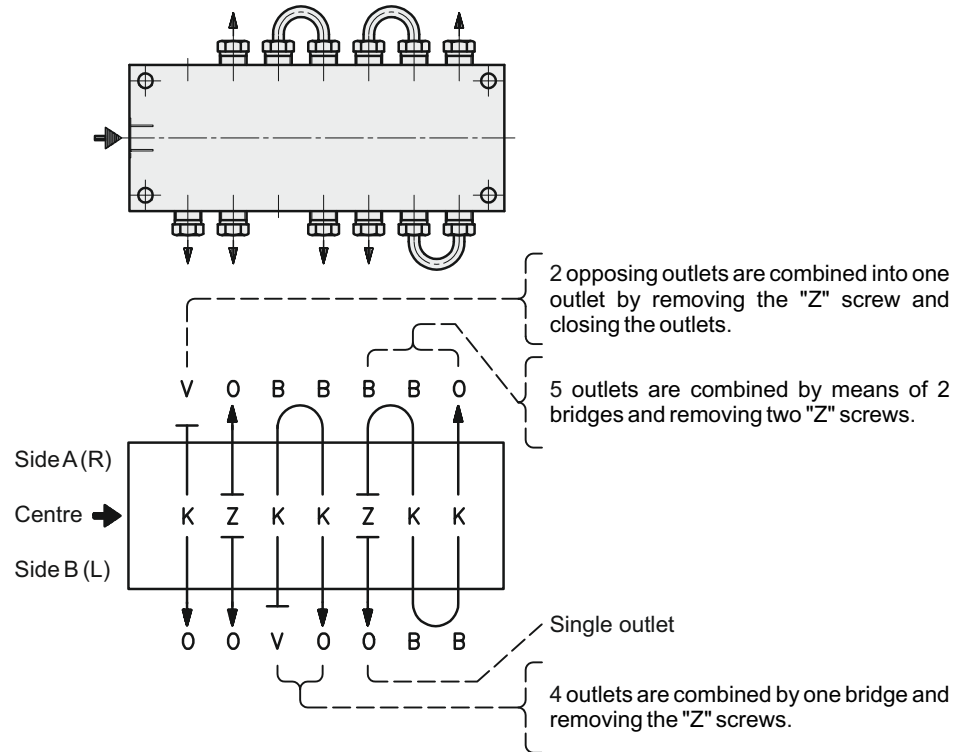 2 opposing outlets are combined into one
outlet by removing the "Z" screw and
closing the outlets.
5 outlets are combined by means of 2
bridges and removing two "Z" screws.
V O B B B B O
Side A (R)
Centre
K Z K K Z K K
Side B (L)
O O V O O B B
Single outlet
4 outlets are combined by one bridge and
removing the "Z" screws.